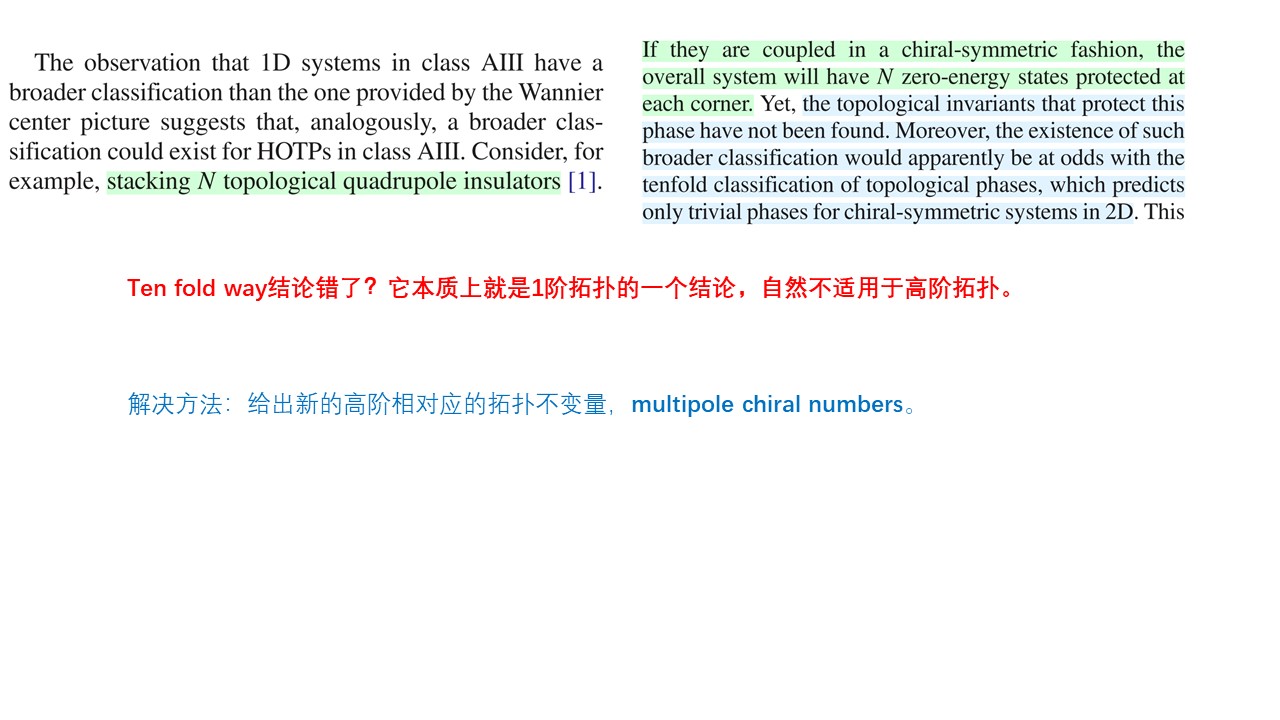 The observation that 1D systems in class AIII have a
broader classification than the one provided by the Wannier
center picture suggests that, analogously, a broader clas-
sification could exist for HOTPs in class AIII. Consider, for
example, stacking N topological quadrupole insulators [1].
If they are coupled in a chiral-symmetric fashion, the
overall system will have N zero-energy states protected at
each corner. Yet, the topological invariants that protect this
phase have not been found. Moreover, the existence of such
broader classification would apparently be at odds with the
tenfold classification of topological phases, which predicts
only trivial phases for chiral-symmetric systems in 2D. This
Ten fold way结论错了？它本质上就是1阶拓扑的一个结论，自然不适用于高阶拓扑。
解决方法：给出新的高阶相对应的拓扑不变量，multipole chiral numbers。